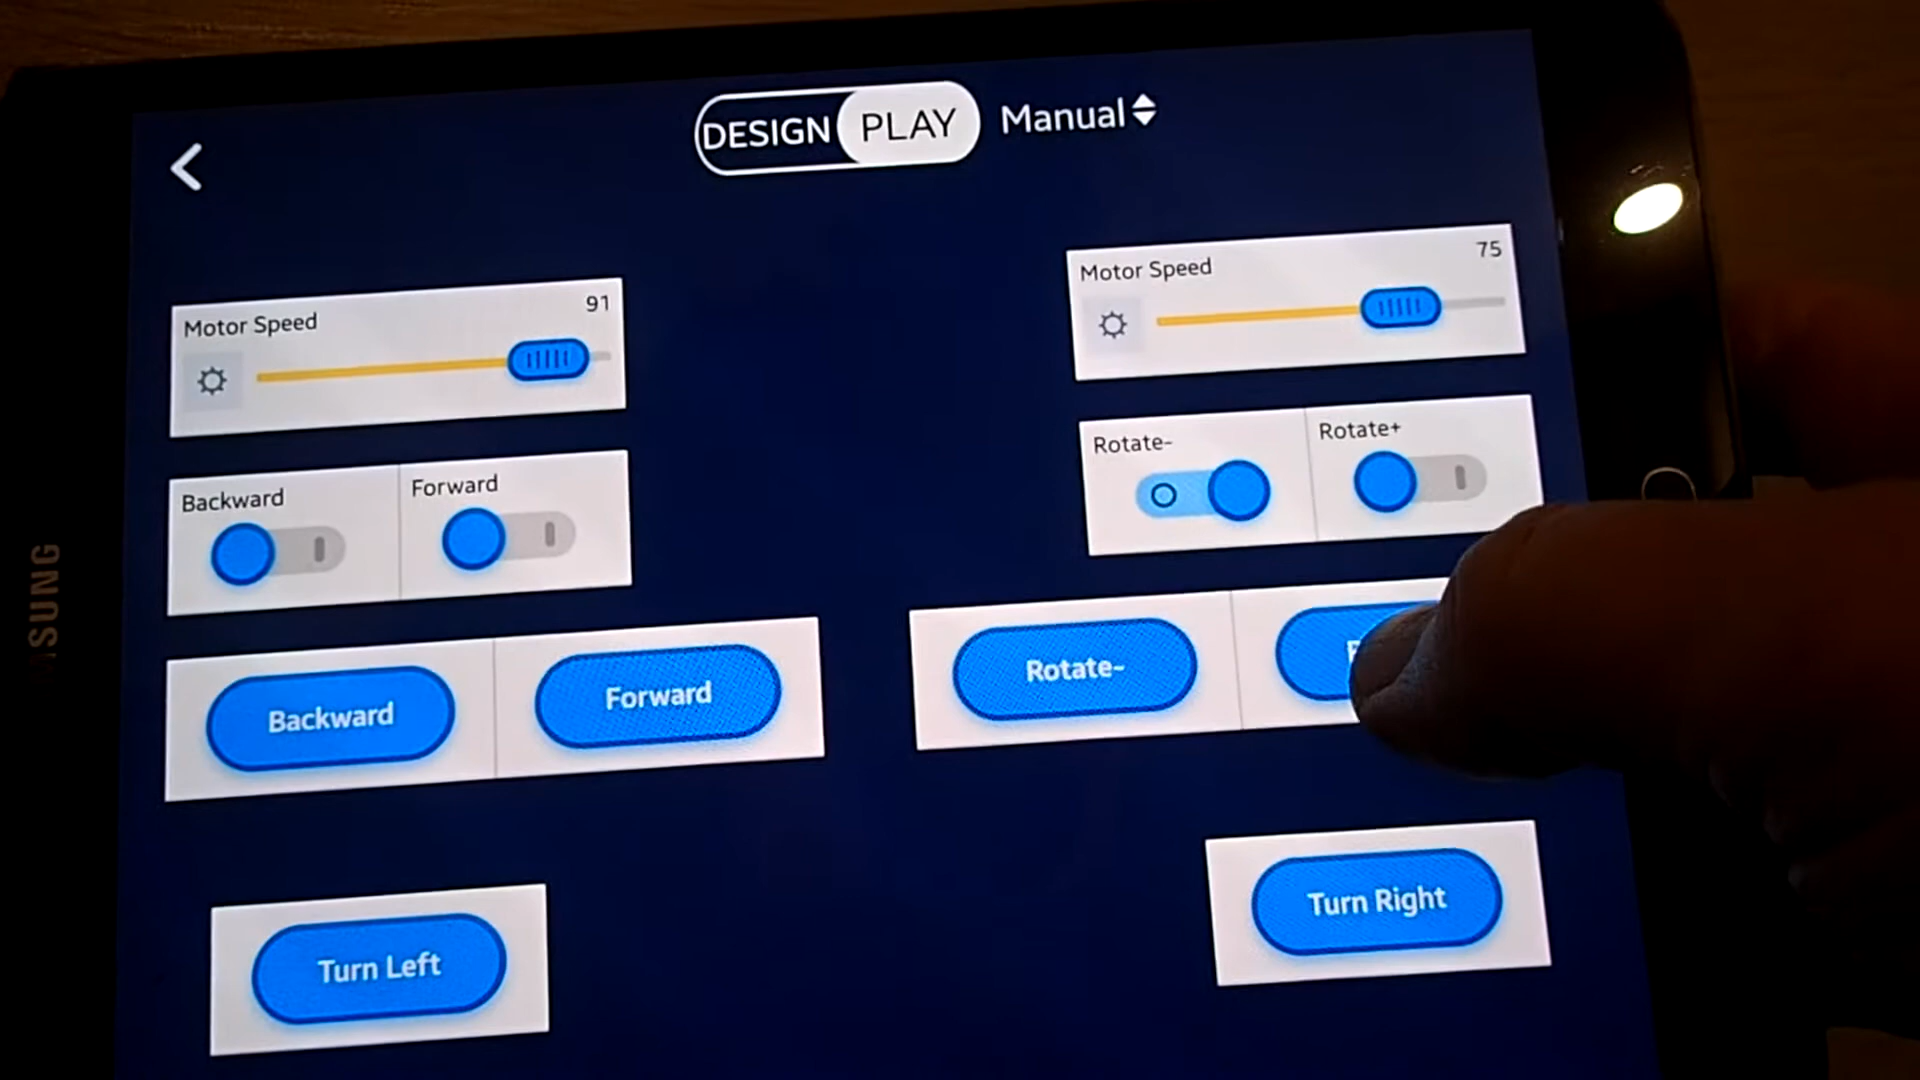 DESIGN PLAY Manual
Motor Speed 91
Motor Speed 75
Backward Forward
Rotate- Rotate+
Backward Forward
Rotate-
Turn Left
Turn Right
SUNG